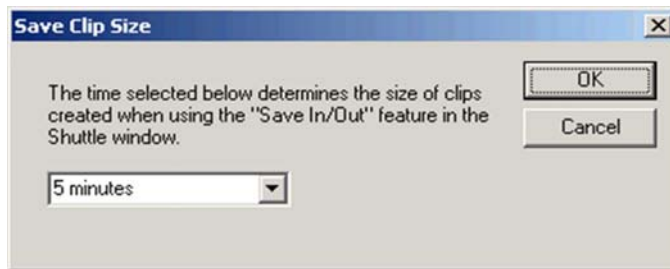 Save Clip Size
OK
The time selected below determines the size of clips
created when using the "Save In/Out" feature in the
Shuttle window.
Cancel
5 minutes